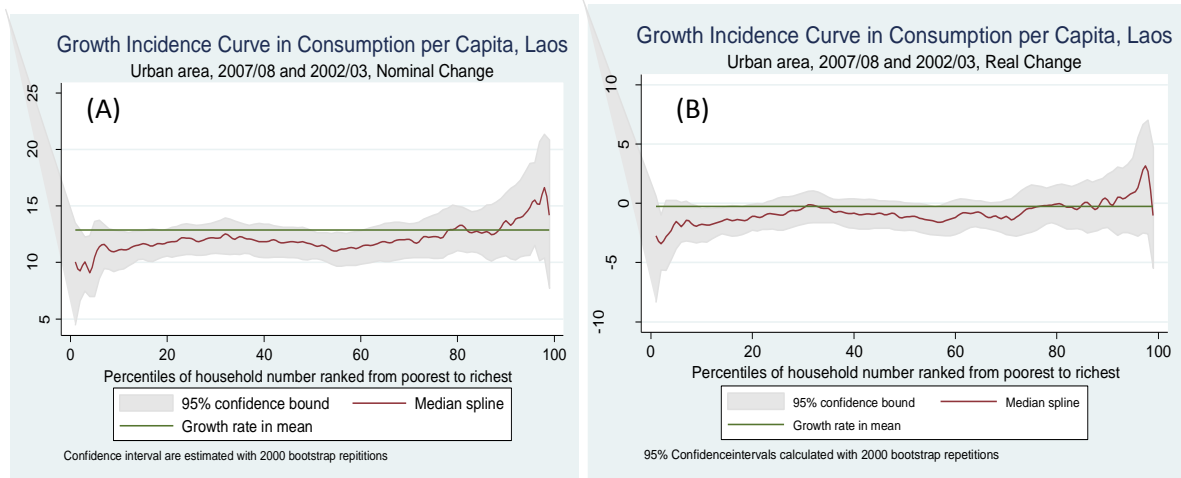 Growth Incidence Curve in Consumption per Capita, Laos
Urban area, 2007/08 and 2002/03, Nominal Change
(A)
25
20
15
10
5
0
20
40
60
80
100
Percentiles of household number ranked from poorest to richest
95% confidence bound
Median spline
Growth rate in mean
Confidence interval are estimated with 2000 bootstrap repititions
Growth Incidence Curve in Consumption per Capita, Laos
Urban area, 2007/08 and 2002/03, Real Change
(B)
10
5
0
-5
-10
0
20
40
60
80
100
Percentiles of household number ranked from poorest to richest
95% confidence bound
Median spline
Growth rate in mean
95% Confidenceintervals calculated with 2000 bootstrap repetitions